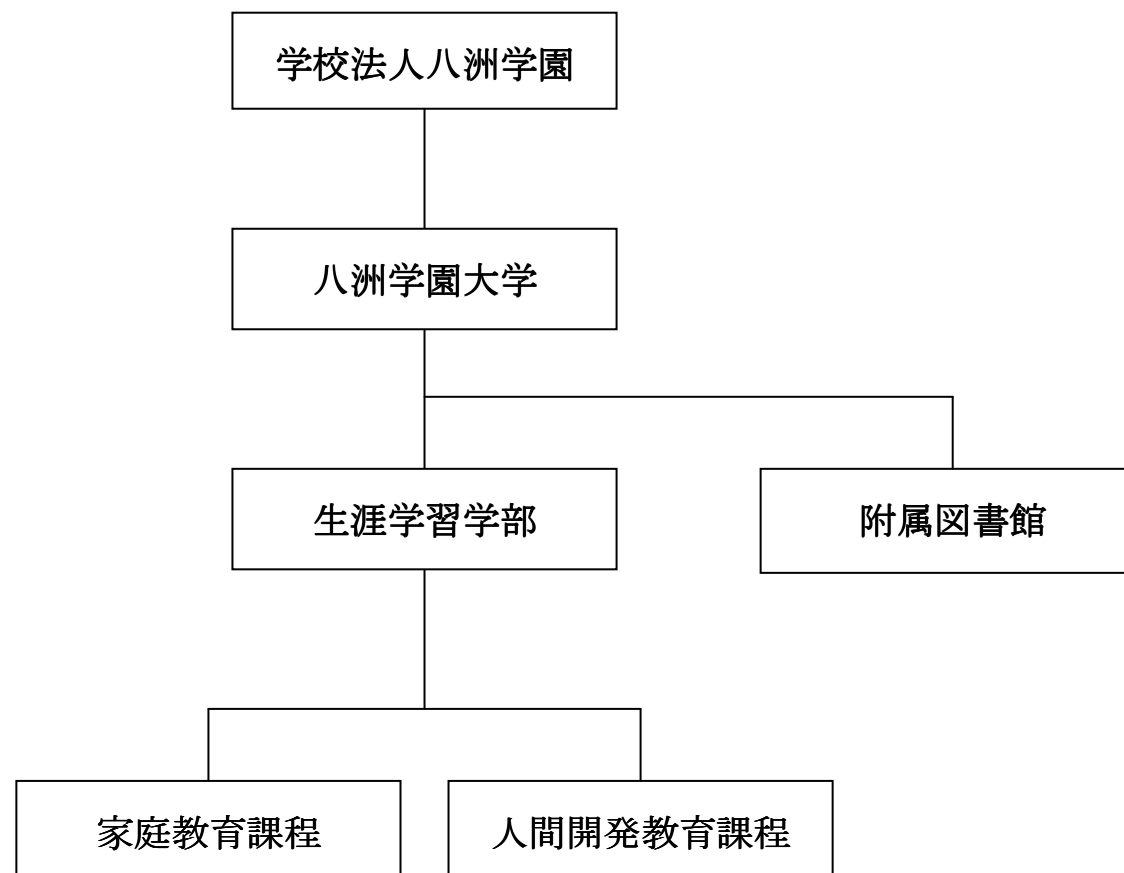 学校法人八洲学園
八洲学園大学
生涯学習学部
附属図書館
家庭教育課程
人間開発教育課程